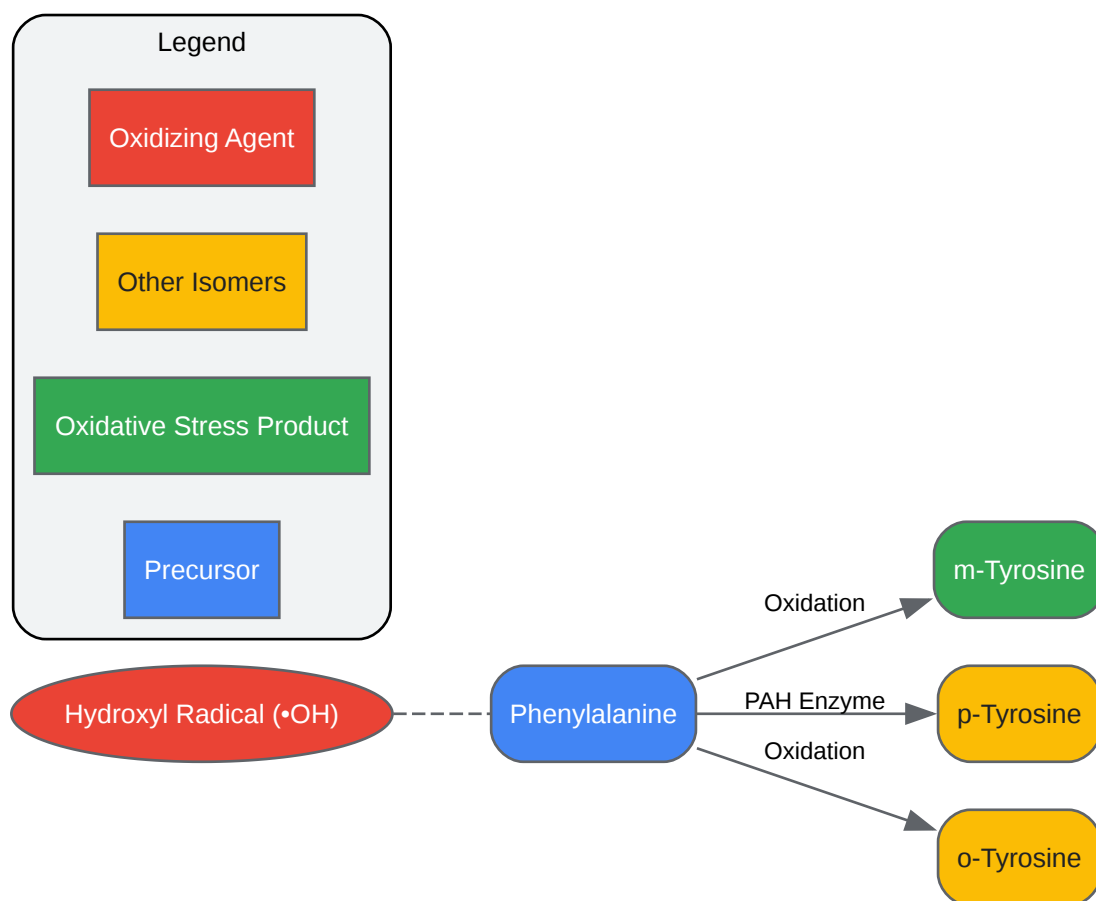 Legend
Oxidizing Agent
Other Isomers
Oxidative Stress Product
Precursor
Hydroxyl Radical (•OH)
Phenylalanine
Oxidation
PAH Enzyme
Oxidation
m-Tyrosine
p-Tyrosine
o-Tyrosine